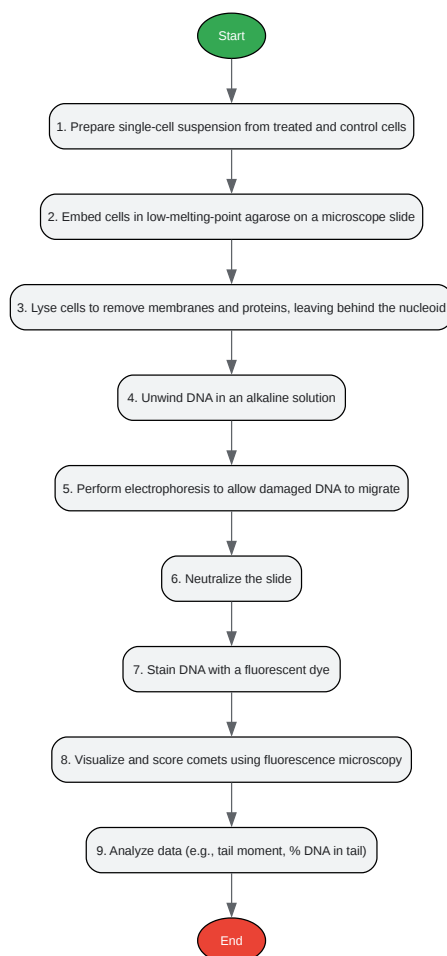 Start
1. Prepare single-cell suspension from treated and control cells
2. Embed cells in low-melting-point agarose on a microscope slide
3. Lyse cells to remove membranes and proteins, leaving behind the nucleoid
4. Unwind DNA in an alkaline solution
5. Perform electrophoresis to allow damaged DNA to migrate
6. Neutralize the slide
7. Stain DNA with a fluorescent dye
8. Visualize and score comets using fluorescence microscopy
9. Analyze data (e.g., tail moment, % DNA in tail)
End